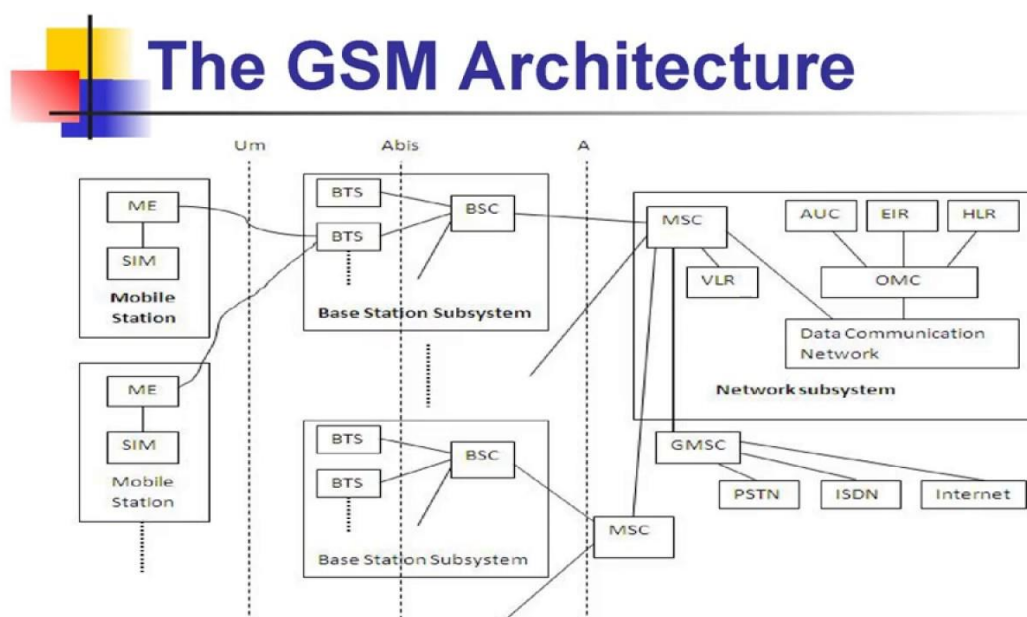 The GSM Architecture
Um
Abis
A
ME
SIM
Mobile
Station
BTS
BTS
BSC
Base Station Subsystem
MSC
VLR
AUC
EIR
HLR
OMC
Data Communication
Network
Network subsystem
ME
SIM
Mobile
Station
BTS
BTS
BSC
Base Station Subsystem
MSC
GMSC
PSTN
ISDN
Internet